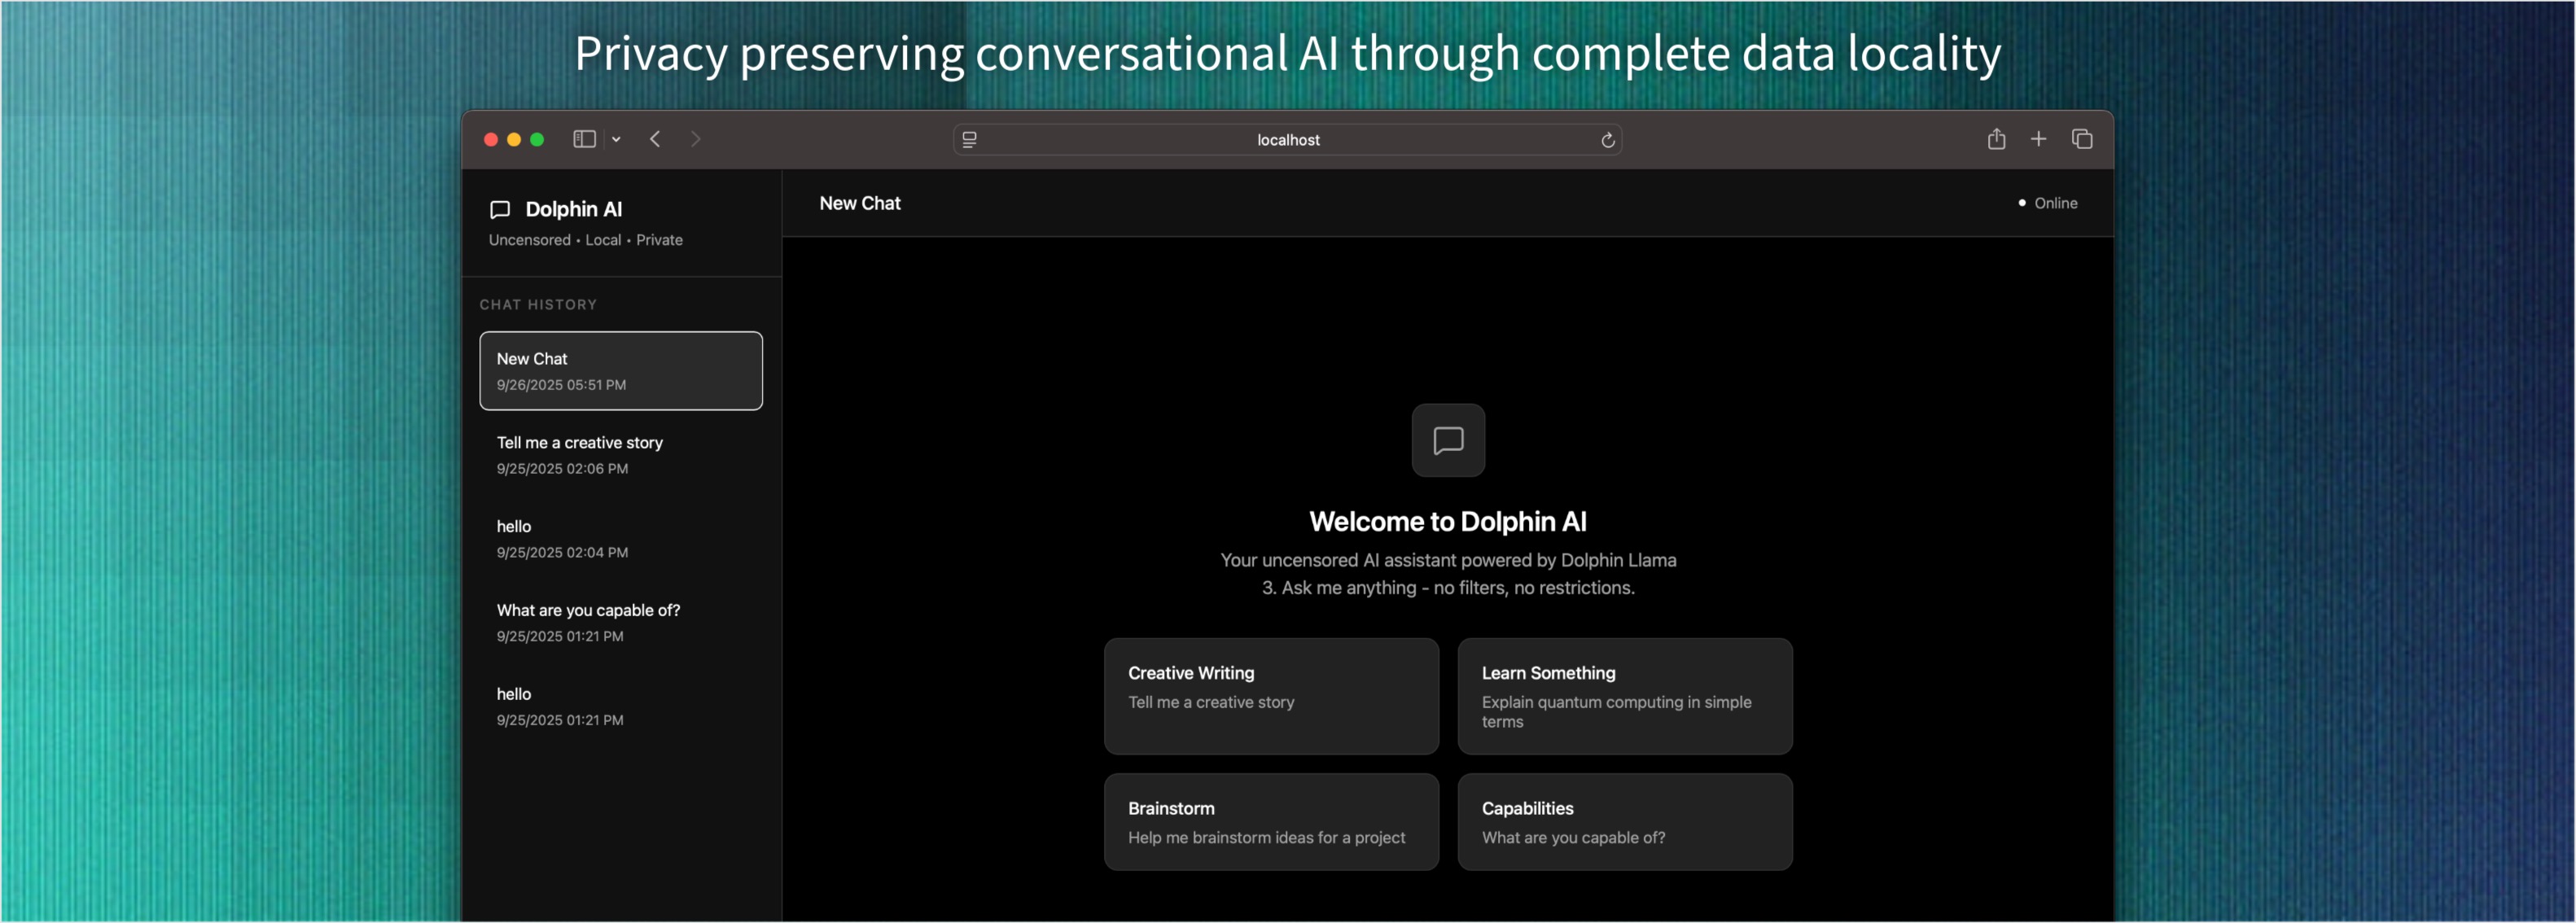 Privacy preserving conversational AI through complete data locality
localhost
Dolphin AI
Uncensored • Local • Private
CHAT HISTORY
New Chat
9/26/2025 05:51 PM
Tell me a creative story
9/25/2025 02:06 PM
hello
9/25/2025 02:04 PM
What are you capable of?
9/25/2025 01:21 PM
hello
9/25/2025 01:21 PM
New Chat
Online
Welcome to Dolphin AI
Your uncensored AI assistant powered by Dolphin Llama
3. Ask me anything - no filters, no restrictions.
Creative Writing
Tell me a creative story
Learn Something
Explain quantum computing in simple
terms
Brainstorm
Help me brainstorm ideas for a project
Capabilities
What are you capable of?